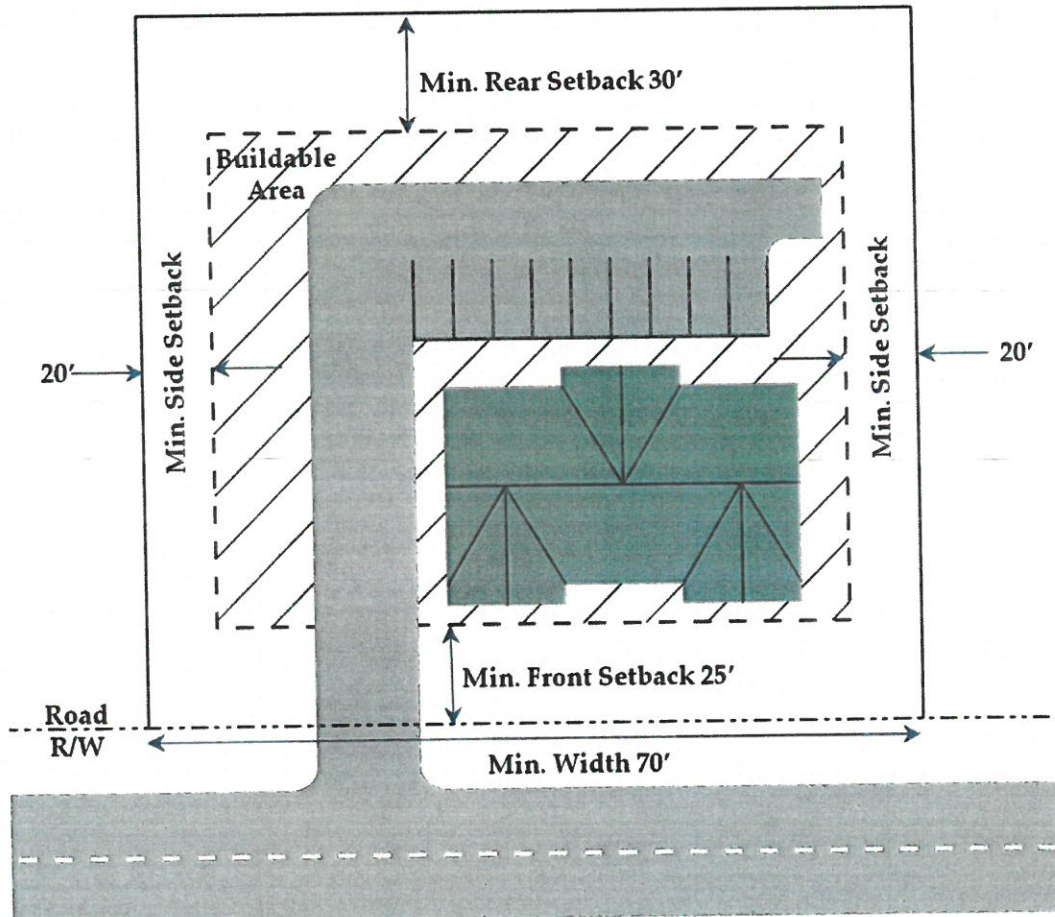 Min. Rear Setback 30'
Buildable
Area
Min. Side Setback
Min. Side Setback
20'
20'
Min. Front Setback 25'
Road
R/W
Min. Width 70'